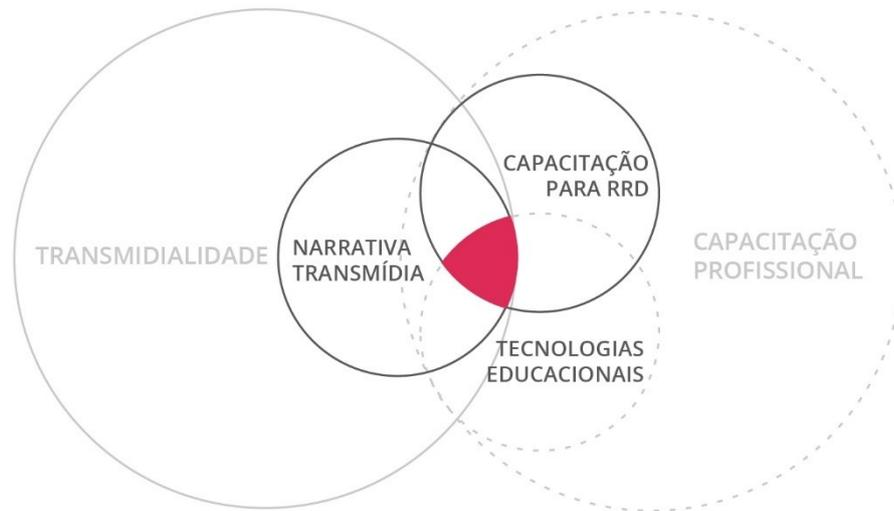 TRANSMIDIALIDADE
NARRATIVA
TRANSMÍDIA
CAPACITAÇÃO
PARA RRD
TECNOLOGIAS
EDUCACIONAIS
CAPACITAÇÃO
PROFISSIONAL